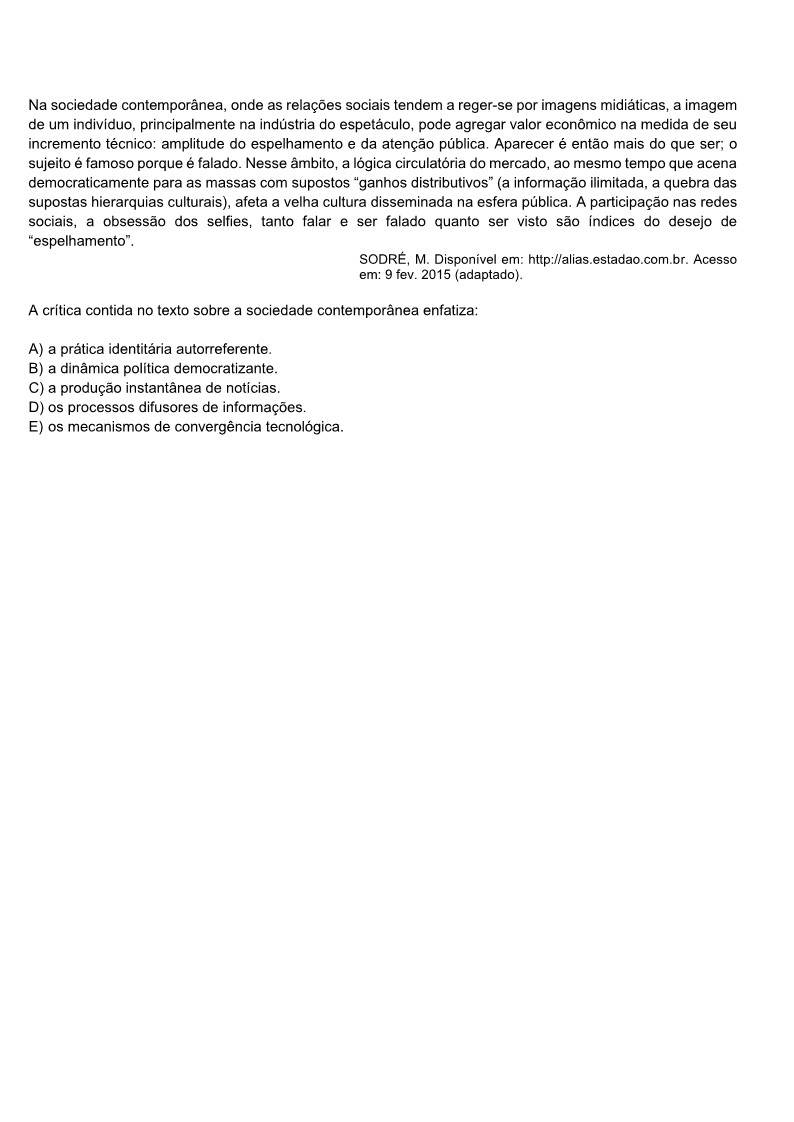 Na sociedade contemporânea, onde as relações sociais tendem a reger-se por imagens midiáticas, a imagem
de um indivíduo, principalmente na indústria do espetáculo, pode agregar valor econômico na medida de seu
incremento técnico: amplitude do espelhamento e da atenção pública. Aparecer é então mais do que ser; o
sujeito é famoso porque é falado. Nesse âmbito, a lógica circulatória do mercado, ao mesmo tempo que acena
democraticamente para as massas com supostos “ganhos distributivos” (a informação ilimitada, a quebra das
supostas hierarquias culturais), afeta a velha cultura disseminada na esfera pública. A participação nas redes
sociais, a obsessão dos selfies, tanto falar e ser falado quanto ser visto são índices do desejo de
“espelhamento”.
SODRÉ, M. Disponível em: http://alias.estadao.com.br. Acesso
em: 9 fev. 2015 (adaptado).
A crítica contida no texto sobre a sociedade contemporânea enfatiza:
A) a prática identitária autorreferente.
B) a dinâmica política democratizante.
C) a produção instantânea de notícias.
D) os processos difusores de informações.
E) os mecanismos de convergência tecnológica.